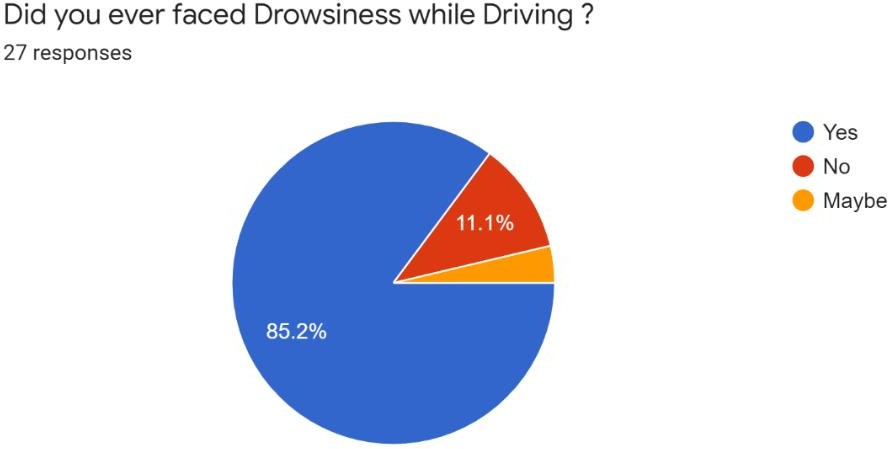 Did you ever faced Drowsiness while Driving ?
27 responses
Yes
No
Maybe
11.1%
85.2%